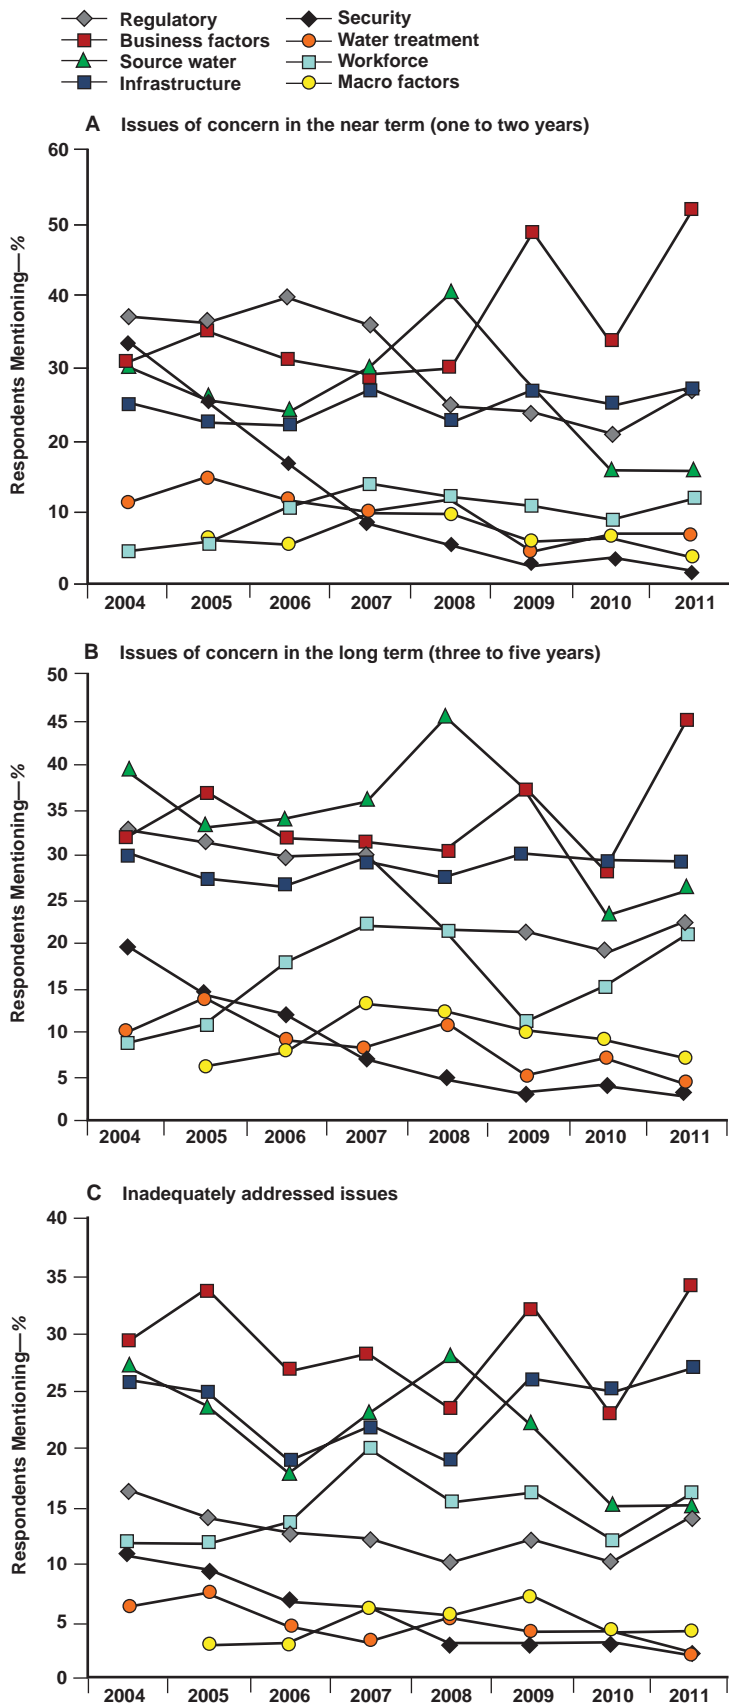 Regulatory
Business factors
Source water
Infrastructure
Security
Water treatment
Workforce
Macro factors
A Issues of concern in the near term (one to two years)
Respondents Mentioning—%
60
50
40
30
20
10
0
2004 2005 2006 2007 2008 2009 2010 2011
B Issues of concern in the long term (three to five years)
Respondents Mentioning—%
50
45
40
35
30
25
20
15
10
5
0
2004 2005 2006 2007 2008 2009 2010 2011
C Inadequately addressed issues
Respondents Mentioning—%
40
35
30
25
20
15
10
5
0
2004 2005 2006 2007 2008 2009 2010 2011